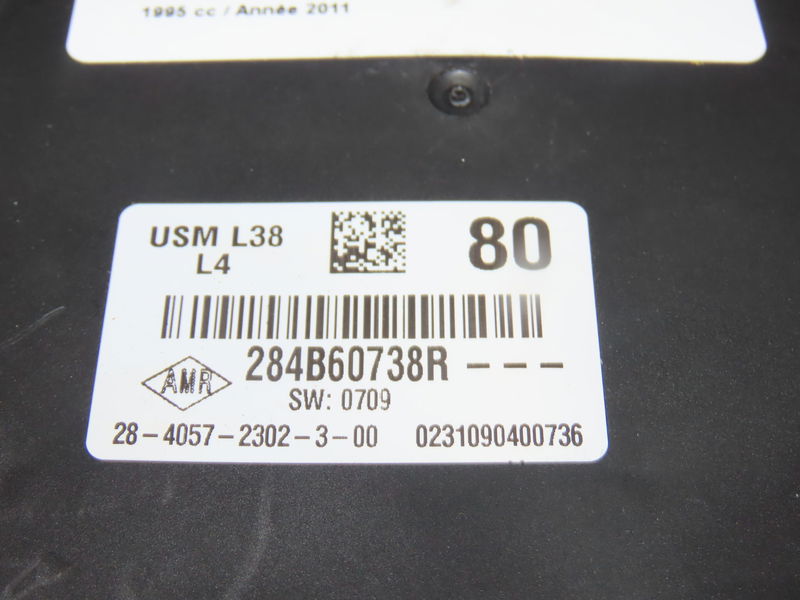 1995 cc / Année 2011
USM L38
L4
80
284B60738R - - -
AMR
SW: 0709
28-4057-2302-3-00 0231090400736